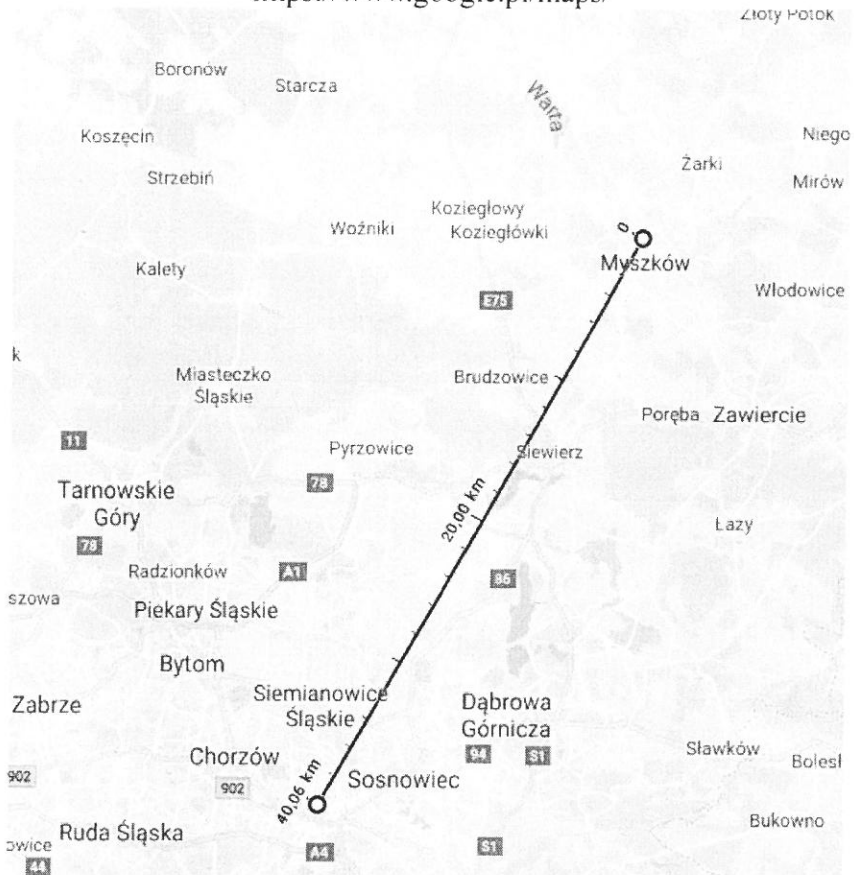 Złoty Potok
Boronów
Starcza
Warta
Koszęcin
Niego
Żarki
Strzebiń
Mirów
Koziegłowy
Woźniki
Koziegłówki
0
Myszków
Kalety
Włodowice
E75
k
Miasteczko
Śląskie
Brudzowice
Poręba
Zawiercie
11
Pyrzowice
Siewierz
78
Tarnowskie
Góry
20,00 km
Łazy
78
Radzionków
A1
86
szowa
Piekary Śląskie
Bytom
Siemianowice
Śląskie
Zabrze
Dąbrowa
Górnicza
Chorzów
94
S1
Sławków
Bolesł
902
902
Sosnowiec
40,06 km
Ruda Śląska
Bukowno
owice
44
A4
S1